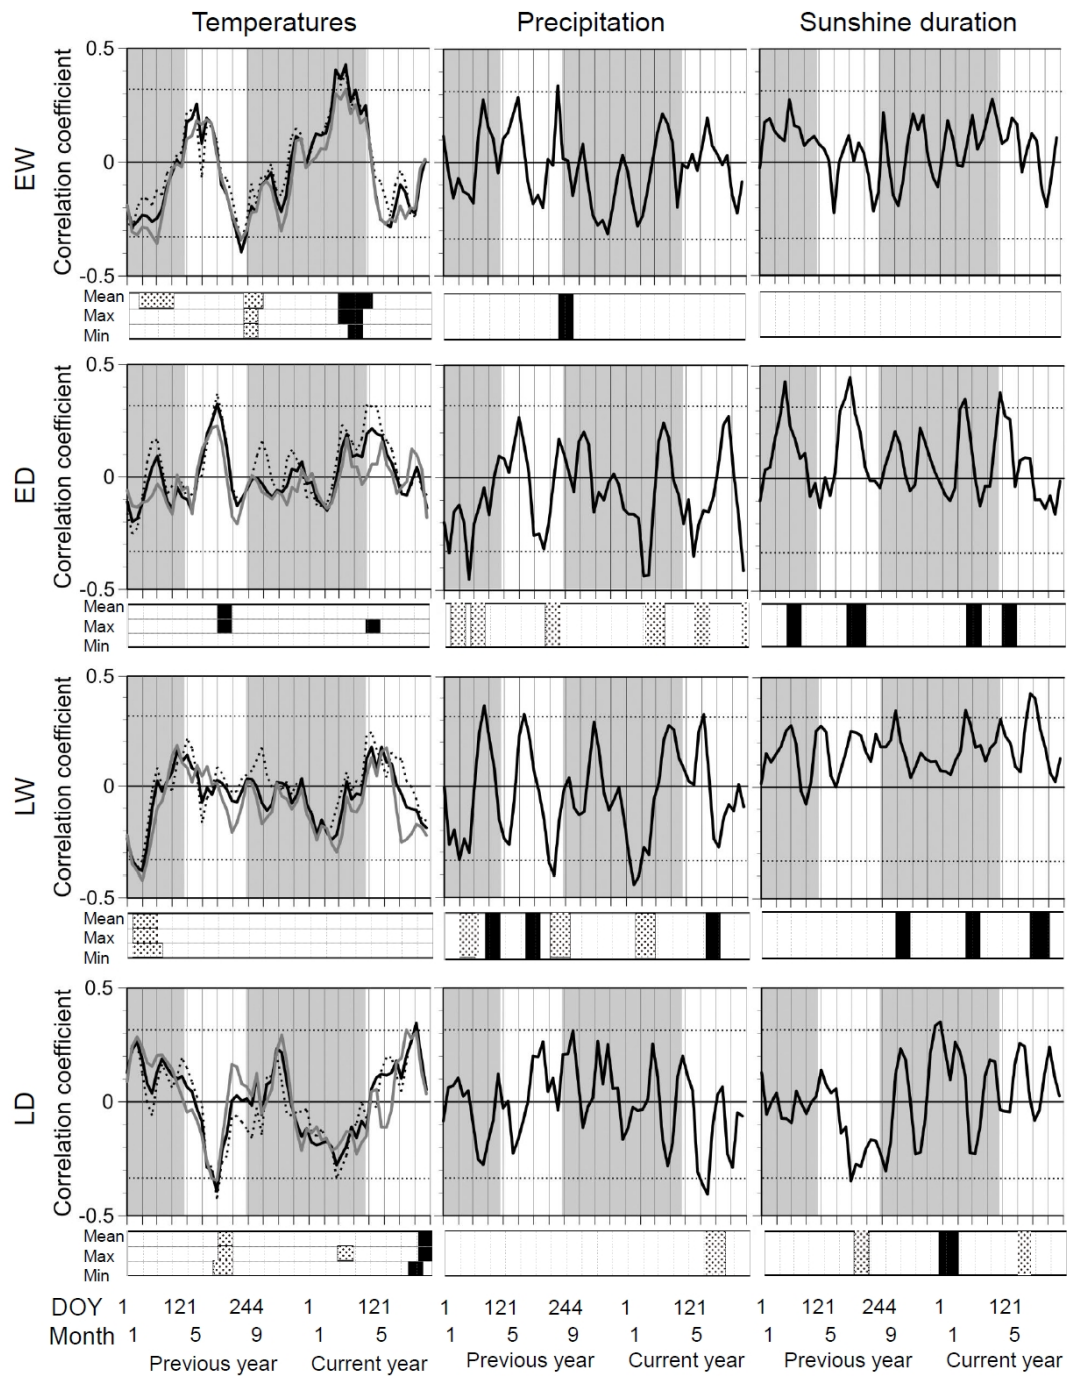 Temperatures Precipitation Sunshine duration
EW
Correlation coefficient
0.5
0
-0.5
Mean
Max
Min
ED
Correlation coefficient
0.5
0
-0.5
Mean
Max
Min
LW
Correlation coefficient
0.5
0
-0.5
Mean
Max
Min
LD
Correlation coefficient
0.5
0
-0.5
Mean
Max
Min
DOY 1 121 244 1 121 1 121 244 1 121 1 121 244 1 121
Month 1 5 9 1 5 1 5 9 1 5 1 5 9 1 5
Previous year Current year Previous year Current year Previous year Current year